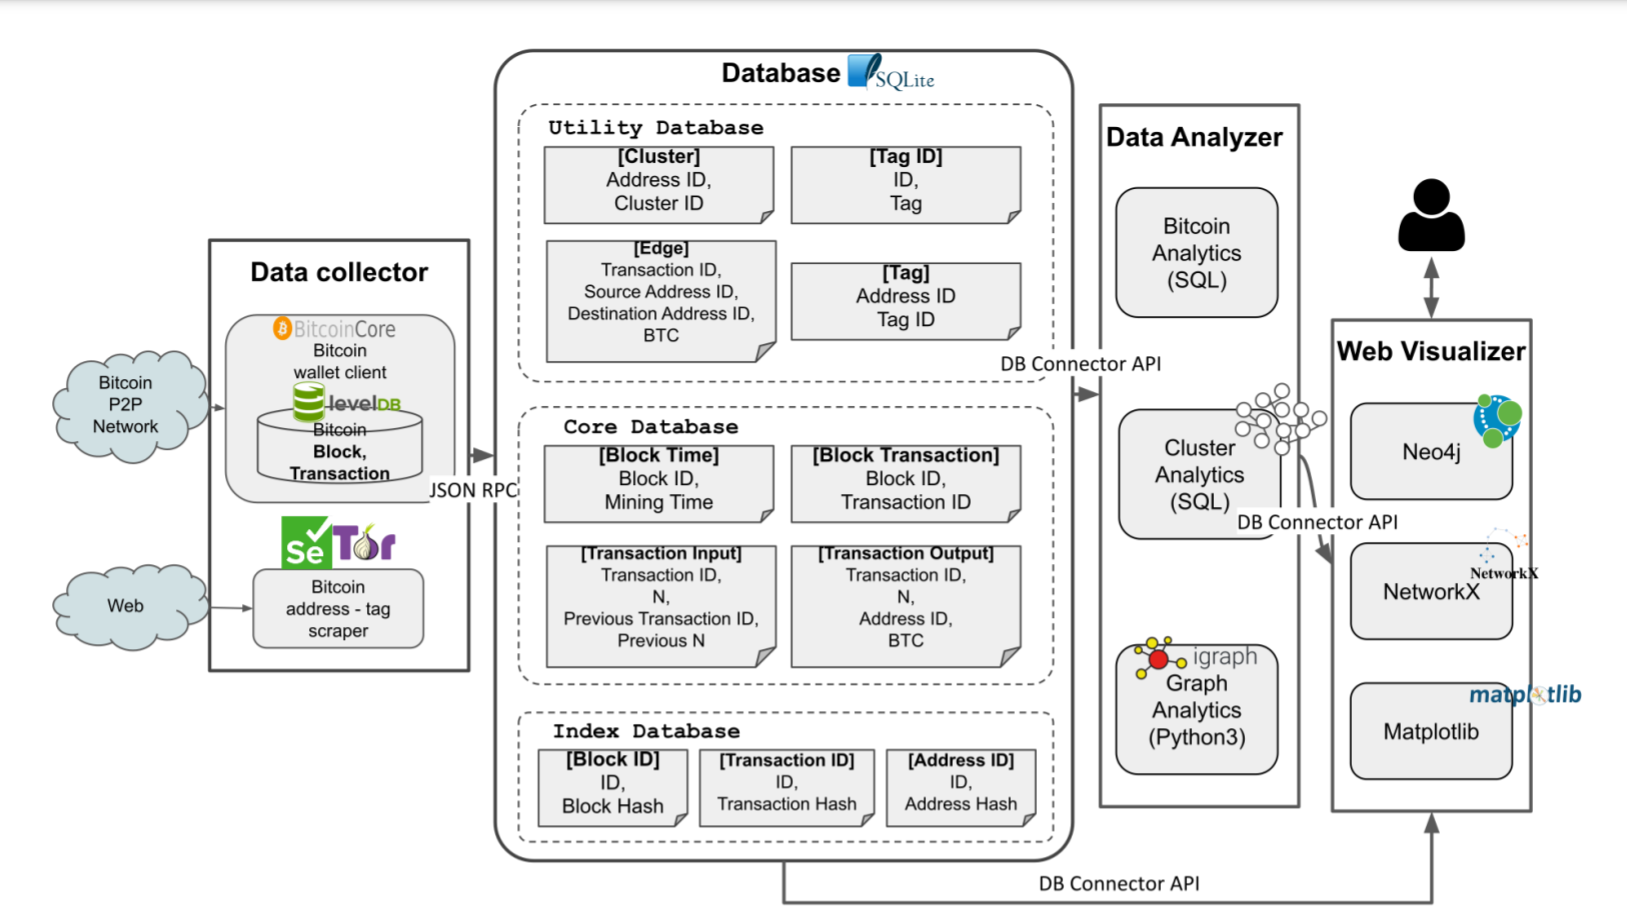 Database
SQLite
Utility Database
[Cluster]
Address ID,
Cluster ID
[Tag ID]
ID,
Tag
[Edge]
Transaction ID,
Source Address ID,
Destination Address ID,
BTC
[Tag]
Address ID
Tag ID
Core Database
[Block Time]
Block ID,
Mining Time
[Block Transaction]
Block ID,
Transaction ID
[Transaction Input]
Transaction ID,
N,
Previous Transaction ID,
Previous N
[Transaction Output]
Transaction ID,
N,
Address ID,
BTC
Index Database
[Block ID]
ID,
Block Hash
[Transaction ID]
ID,
Transaction Hash
[Address ID]
ID,
Address Hash
Data collector
BitcoinCore
Bitcoin
wallet client
levelDB
Bitcoin
Block,
Transaction
JSON RPC
Se
Tor
Bitcoin
address - tag
scraper
Bitcoin
P2P
Network
Web
Data Analyzer
Bitcoin
Analytics
(SQL)
DB Connector API
Cluster
Analytics
(SQL)
DB Connector API
igraph
Graph
Analytics
(Python3)
Web Visualizer
Neo4j
NetworkX
NetworkX
matplotlib
Matplotlib
DB Connector API